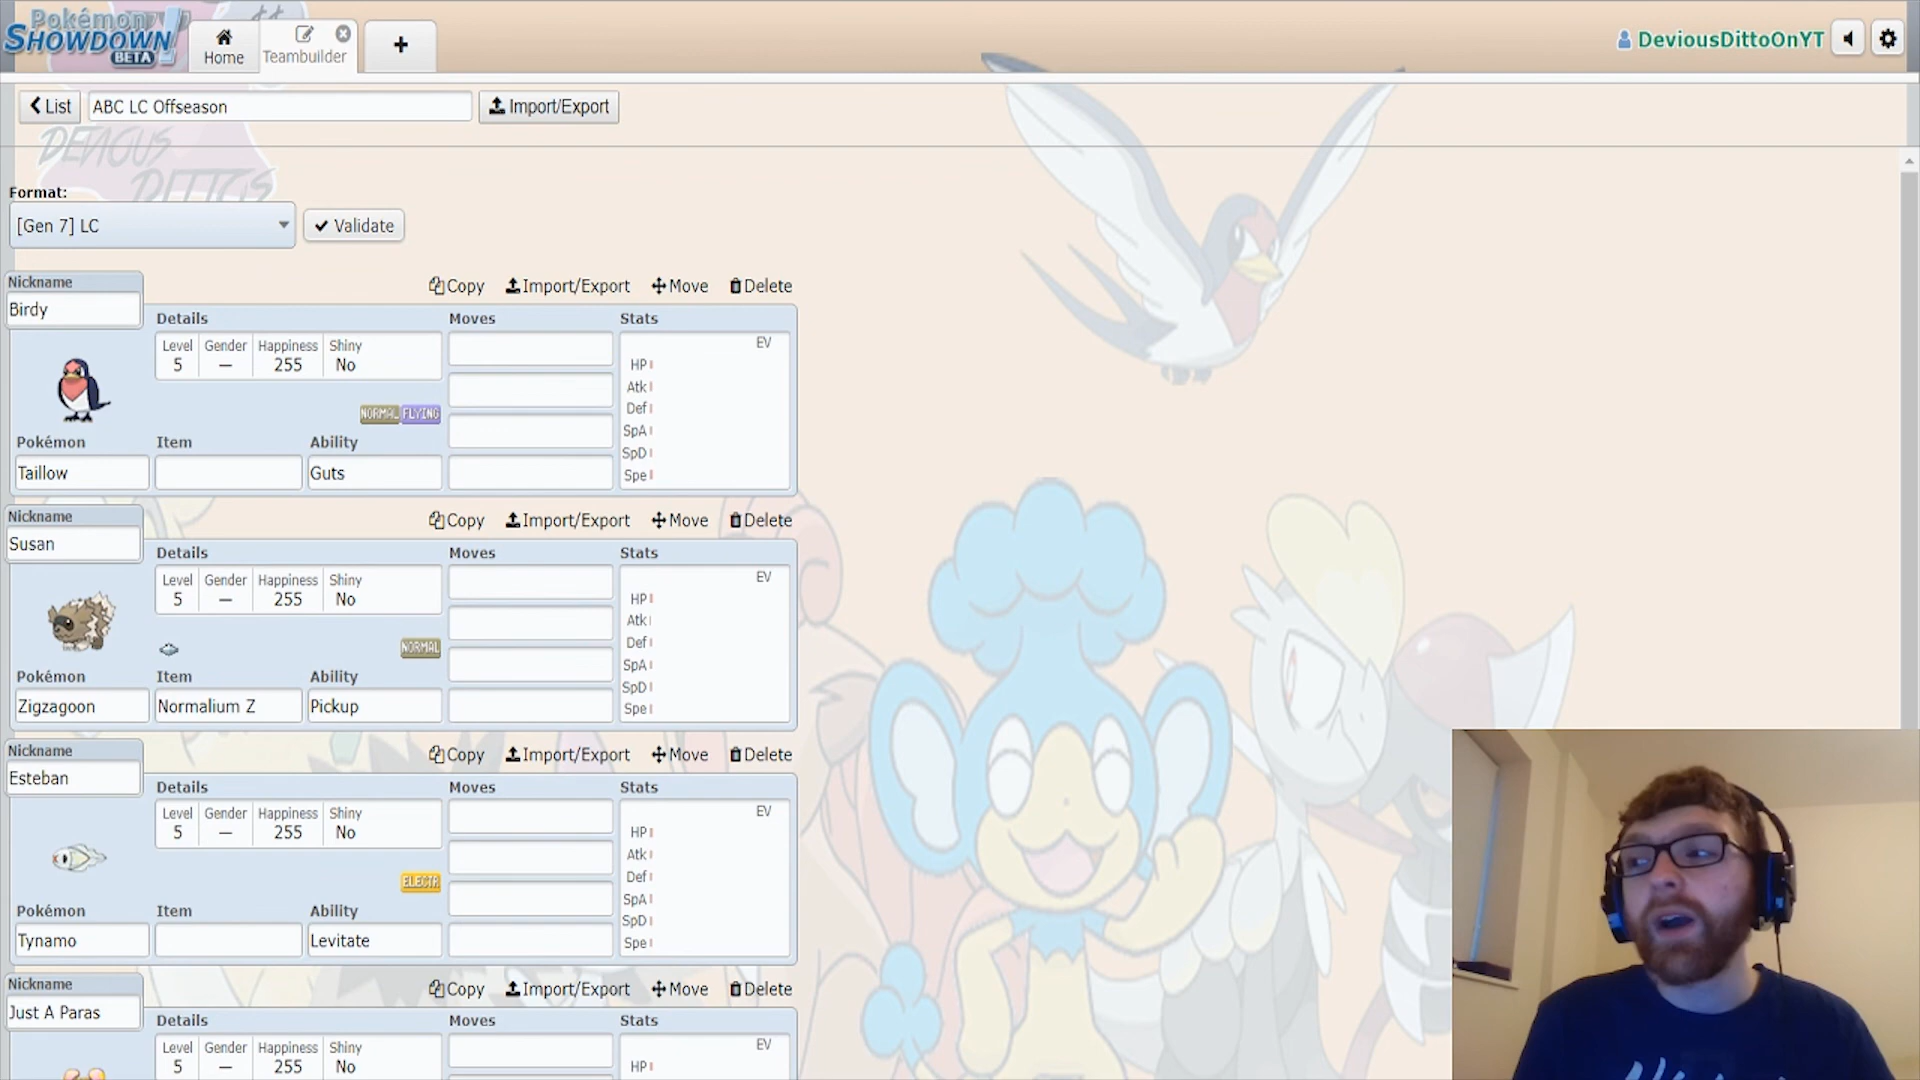 Pokémon
SHOWDOWN!
BETA
Home
Teambuilder
+
DeviousDittoOnYT
List
ABC LC Offseason
Import/Export
DEVIOUS
DITTOS
Format:
[Gen 7] LC
Validate
Nickname
Birdy
Copy Import/Export Move Delete
Details Moves Stats
Level Gender Happiness Shiny
5 — 255 No
EV
HP
Atk
Def
SpA
SpD
Spe
NORMAL FLYING
Pokémon Item Ability
Taillow Guts
Nickname
Susan
Copy Import/Export Move Delete
Details Moves Stats
Level Gender Happiness Shiny
5 — 255 No
EV
HP
Atk
Def
SpA
SpD
Spe
NORMAL
Pokémon Item Ability
Zigzagoon Normalium Z Pickup
Nickname
Esteban
Copy Import/Export Move Delete
Details Moves Stats
Level Gender Happiness Shiny
5 — 255 No
EV
HP
Atk
Def
SpA
SpD
Spe
ELECTR
Pokémon Item Ability
Tynamo Levitate
Nickname
Just A Paras
Copy Import/Export Move Delete
Details Moves Stats
Level Gender Happiness Shiny
5 — 255 No
EV
HP